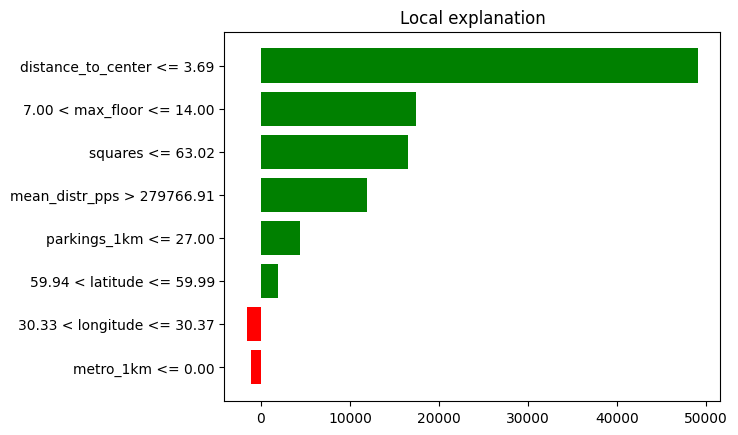 Local explanation
distance_to_center <= 3.69
7.00 < max_floor <= 14.00
squares <= 63.02
mean_distr_pps > 279766.91
parkings_1km <= 27.00
59.94 < latitude <= 59.99
30.33 < longitude <= 30.37
metro_1km <= 0.00
0 10000 20000 30000 40000 50000